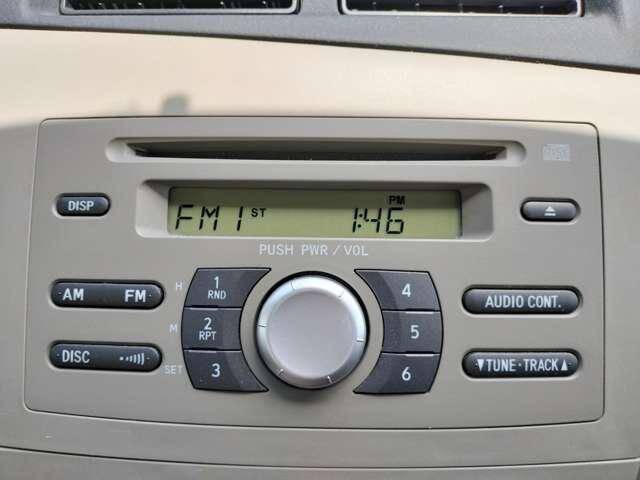 DISP
PM
FM1 ST 1:46
PUSH PWR / VOL
AM FM
H 1 RND
4
AUDIO CONT.
M 2 RPT
5
DISC
SET 3
6
▼TUNE·TRACK▲